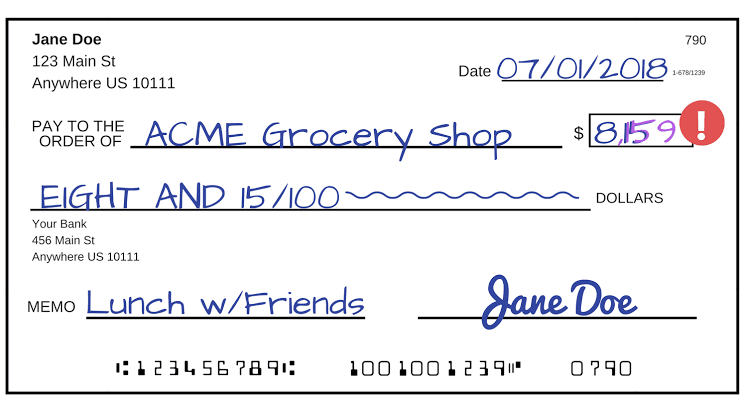 Jane Doe 790
123 Main St
Anywhere US 10111
Date 07/01/2018 1-678/1239
PAY TO THE ORDER OF ACME Grocery Shop $ 8,159 !
EIGHT AND 15/100 DOLLARS
Your Bank
456 Main St
Anywhere US 10111
MEMO Lunch w/Friends Jane Doe
⑆123456789⑆ 1001001239⑈ 0790